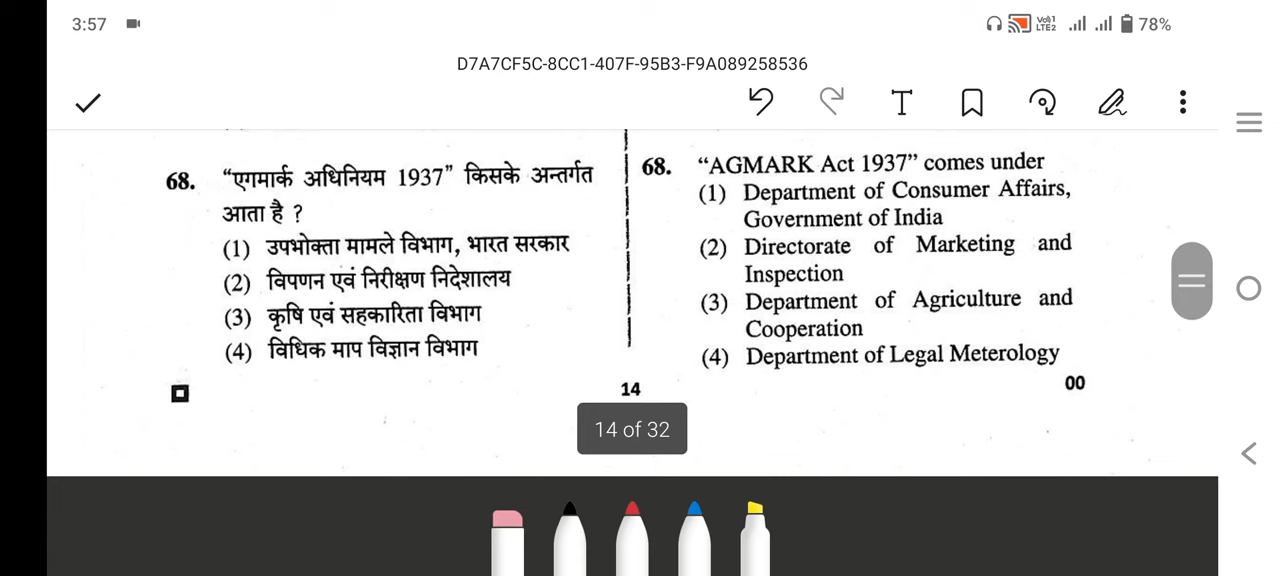 3:57
Vo)) 1
LTE2
78%
D7A7CF5C-8CC1-407F-95B3-F9A089258536
T
68. “एगमार्क अधिनियम 1937” किसके अन्तर्गत
आता है ?
(1) उपभोक्ता मामले विभाग, भारत सरकार
(2) विपणन एवं निरीक्षण निदेशालय
(3) कृषि एवं सहकारिता विभाग
(4) विधिक माप विज्ञान विभाग
68. “AGMARK Act 1937” comes under
(1) Department of Consumer Affairs,
Government of India
(2) Directorate of Marketing and
Inspection
(3) Department of Agriculture and
Cooperation
(4) Department of Legal Meterology
14
00
14 of 32